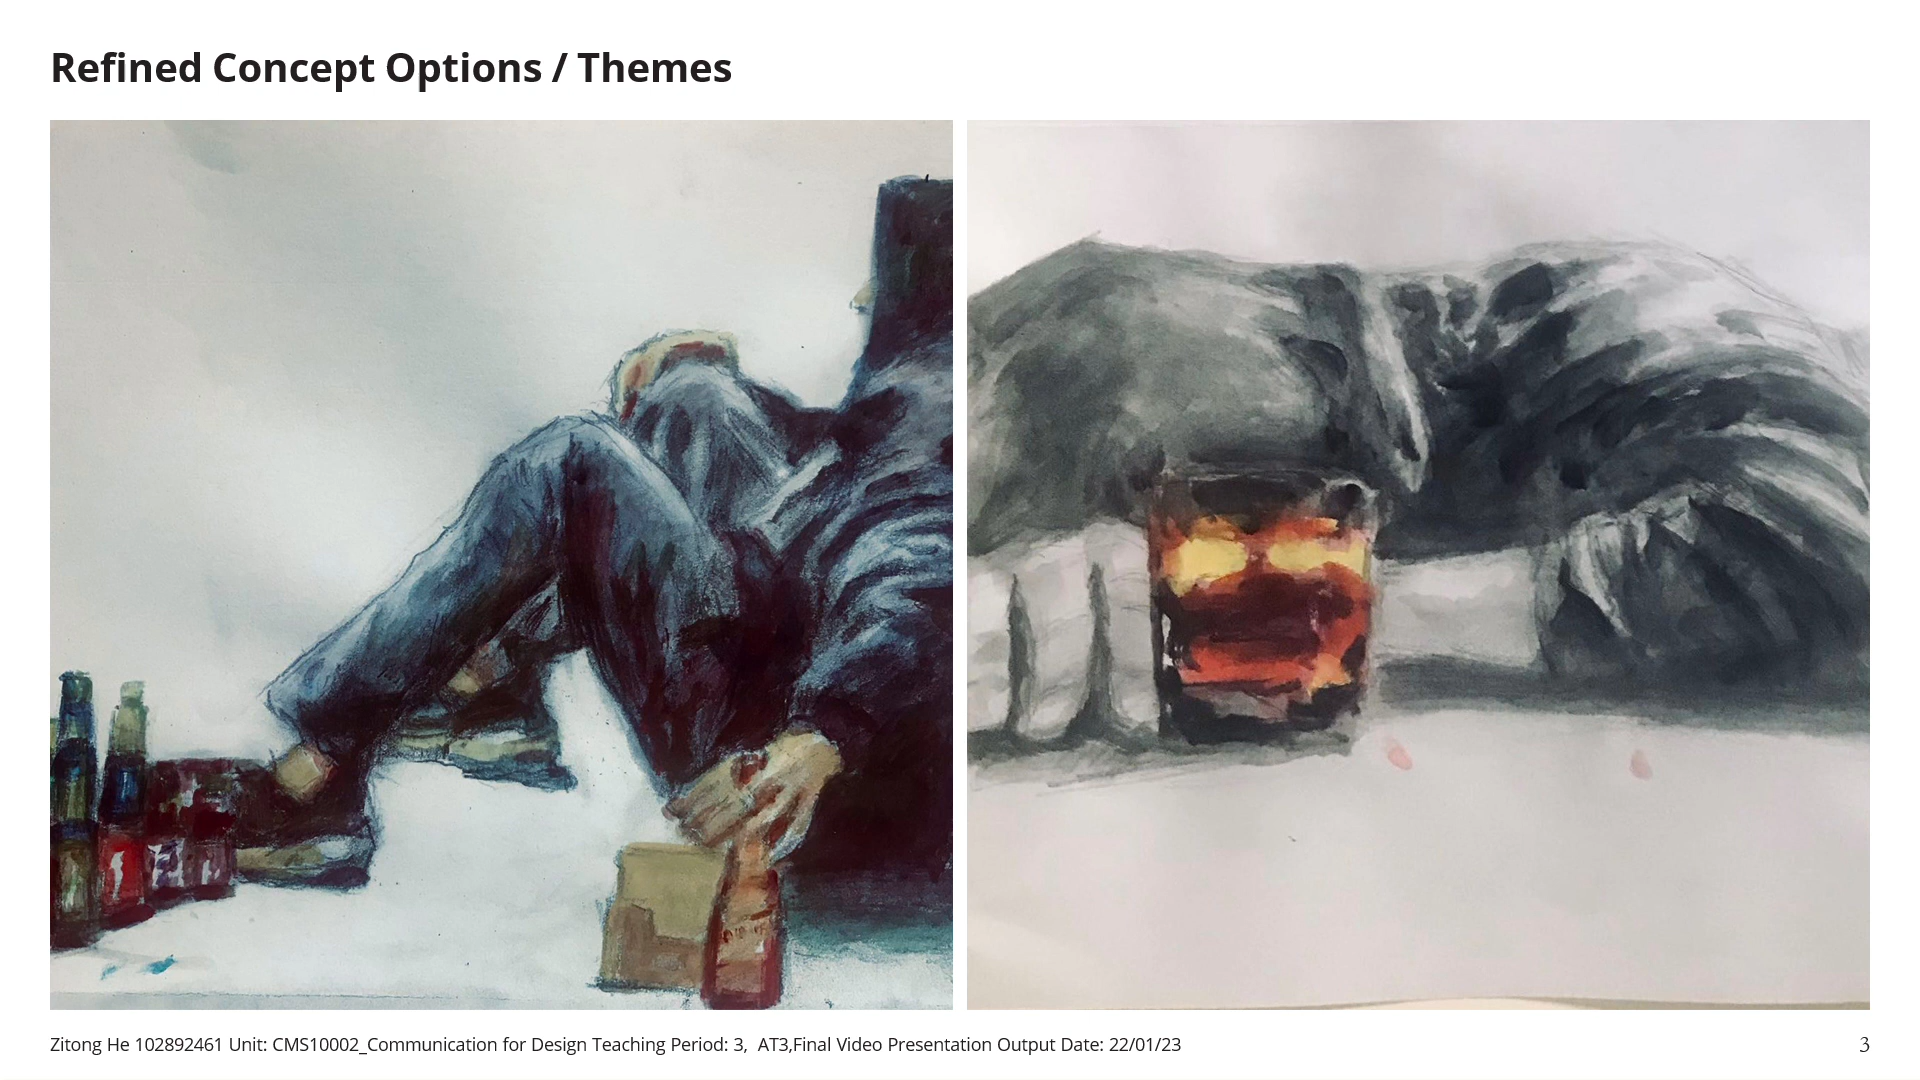 Refined Concept Options / Themes
Zitong He 102892461 Unit: CMS10002_Communication for Design Teaching Period: 3,  AT3,Final Video Presentation Output Date: 22/01/23
3